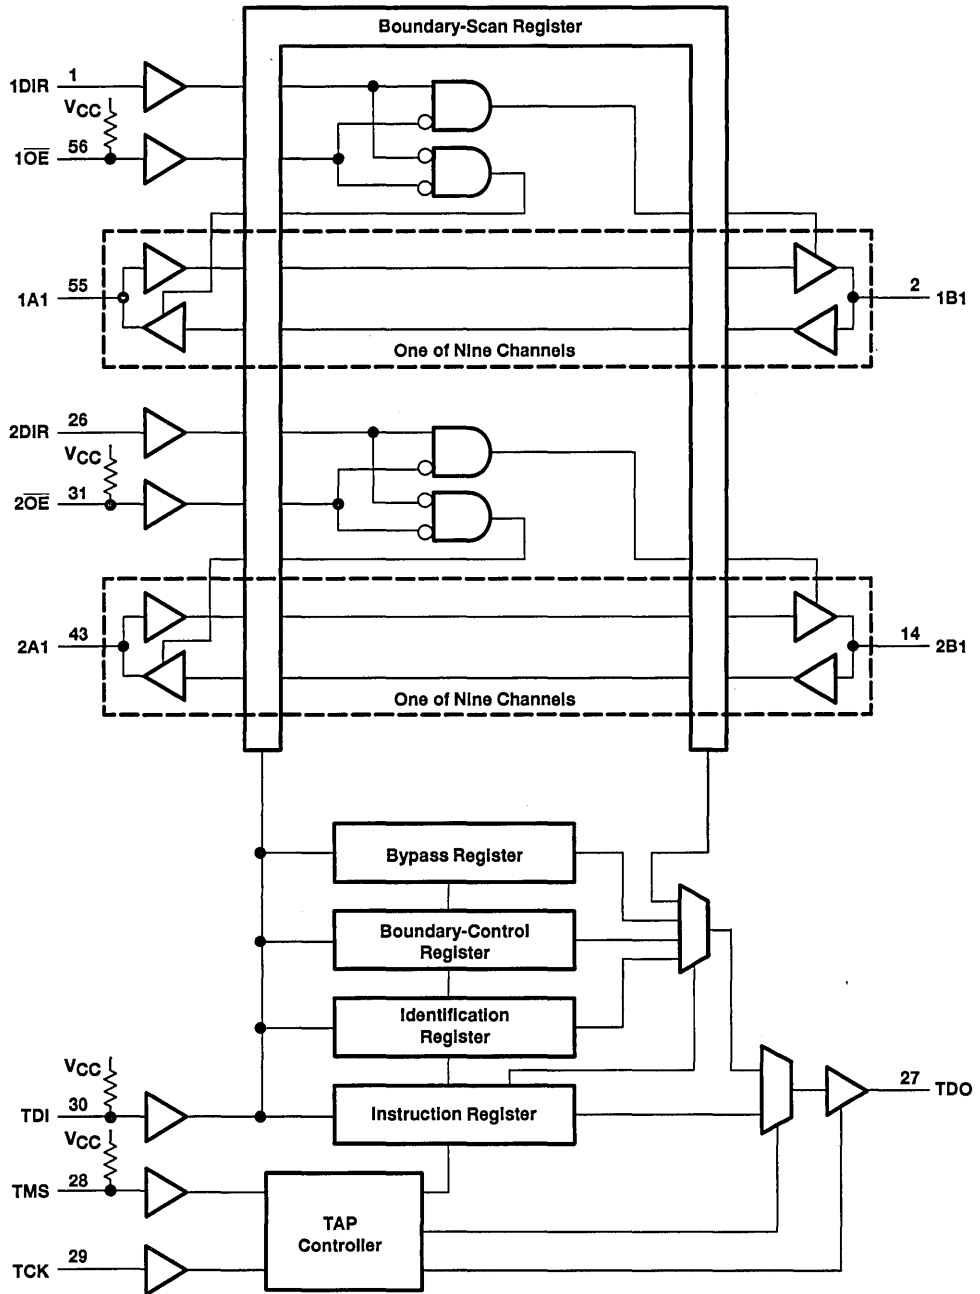 Boundary-Scan Register
1DIR 1
VCC
1O̅E̅ 56
1A1 55
2 1B1
One of Nine Channels
2DIR 26
VCC
2O̅E̅ 31
2A1 43
14 2B1
One of Nine Channels
Bypass Register
Boundary-Control
Register
Identification
Register
VCC
TDI 30
Instruction Register
27 TDO
VCC
TMS 28
TAP
Controller
TCK 29